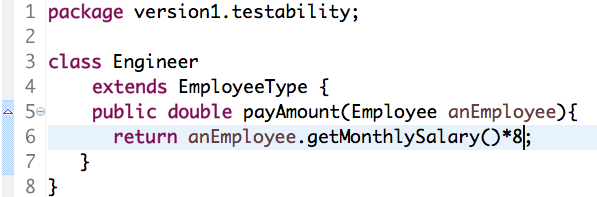 1 package version1.testability;
2
3 class Engineer
4     extends EmployeeType {
5     public double payAmount(Employee anEmployee){
6       return anEmployee.getMonthlySalary()*8;
7     }
8 }